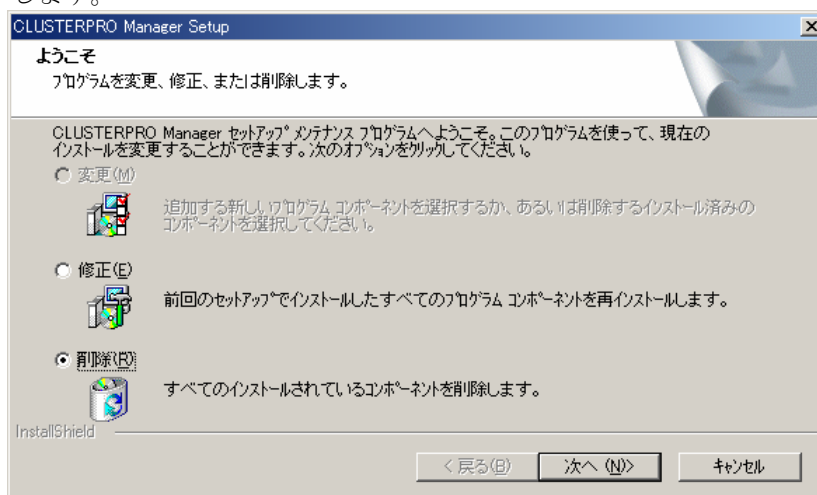 します。
CLUSTERPRO Manager Setup
ようこそ
プログラムを変更、修正、または削除します。
CLUSTERPRO Manager セットアップ メンテナンス プログラムへようこそ。このプログラムを使って、現在の
インストールを変更することができます。次のオプションをクリックしてください。
変更(M)
追加する新しいプログラム コンポーネントを選択するか、あるいは削除するインストール済みの
コンポーネントを選択してください。
修正(E)
前回のセットアップでインストールしたすべてのプログラム コンポーネントを再インストールします。
削除(R)
すべてのインストールされているコンポーネントを削除します。
InstallShield
< 戻る(B)
次へ (N)>
キャンセル